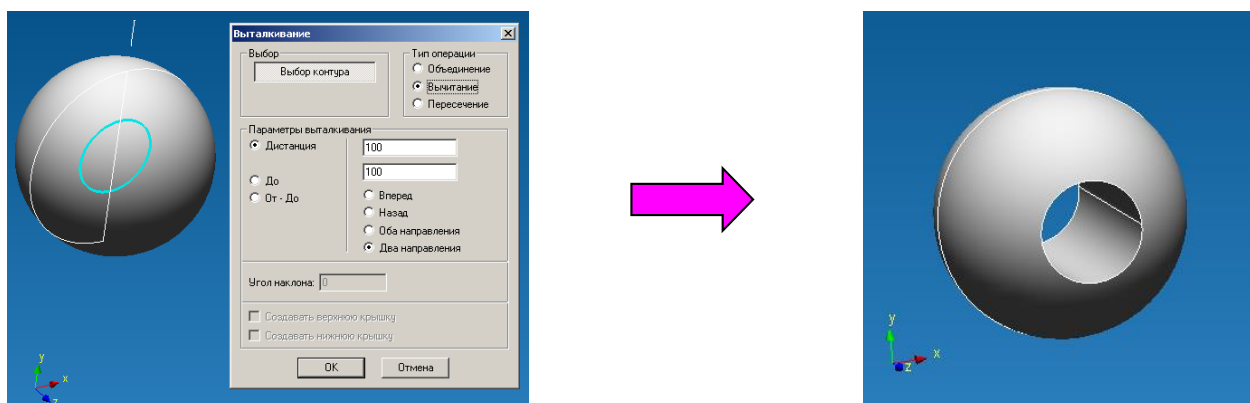 Выталкивание
Выбор
Выбор контура
Тип операции
Объединение
Вычитание
Пересечение
Параметры выталкивания
Дистанция
100
100
До
От - До
Вперед
Назад
Оба направления
Два направления
Угол наклона: 0
Создавать верхнюю крышку
Создавать нижнюю крышку
OK
Отмена
y
x
z
y
x
z